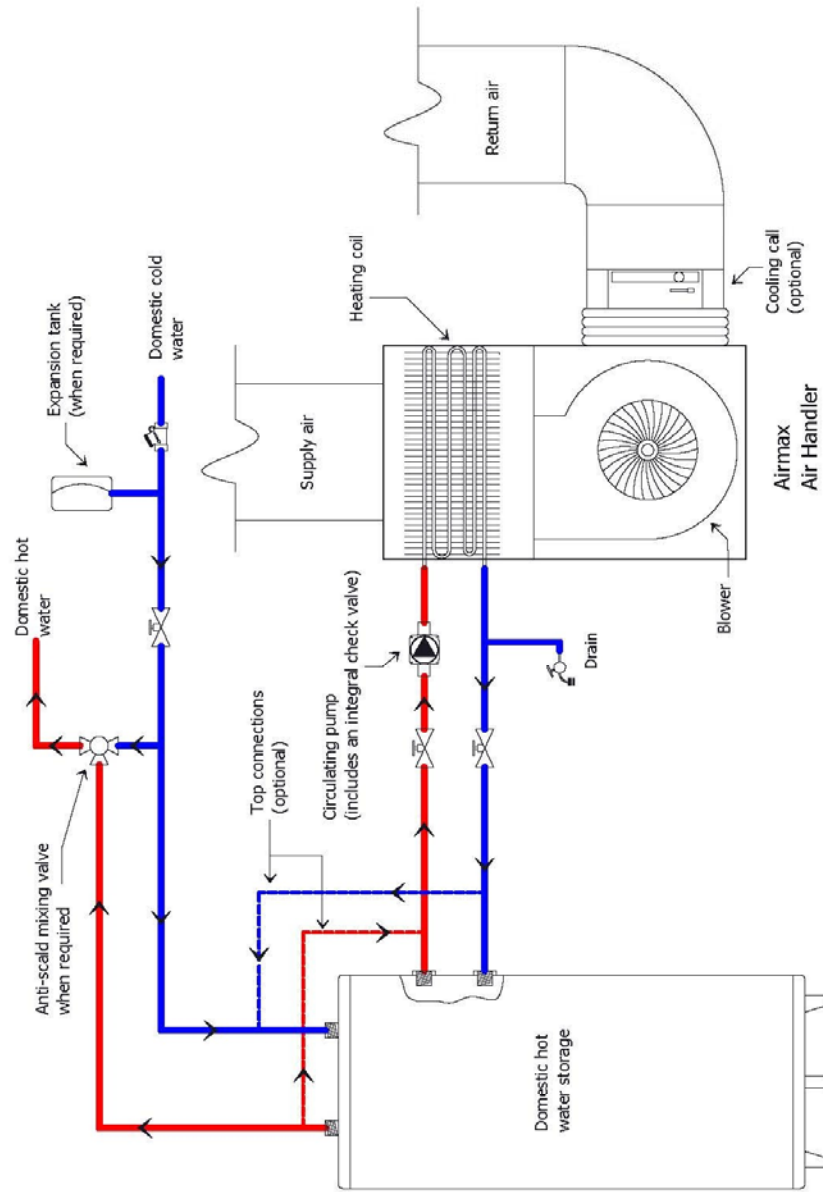 Expansion tank
(when required)
Domestic cold
water
Domestic hot
water
Anti-scald mixing valve
when required
Top connections
(optional)
Circulating pump
(includes an integral check valve)
Supply air
Heating coil
Return air
Cooling call
(optional)
Airmax
Air Handler
Blower
Drain
Domestic hot
water storage